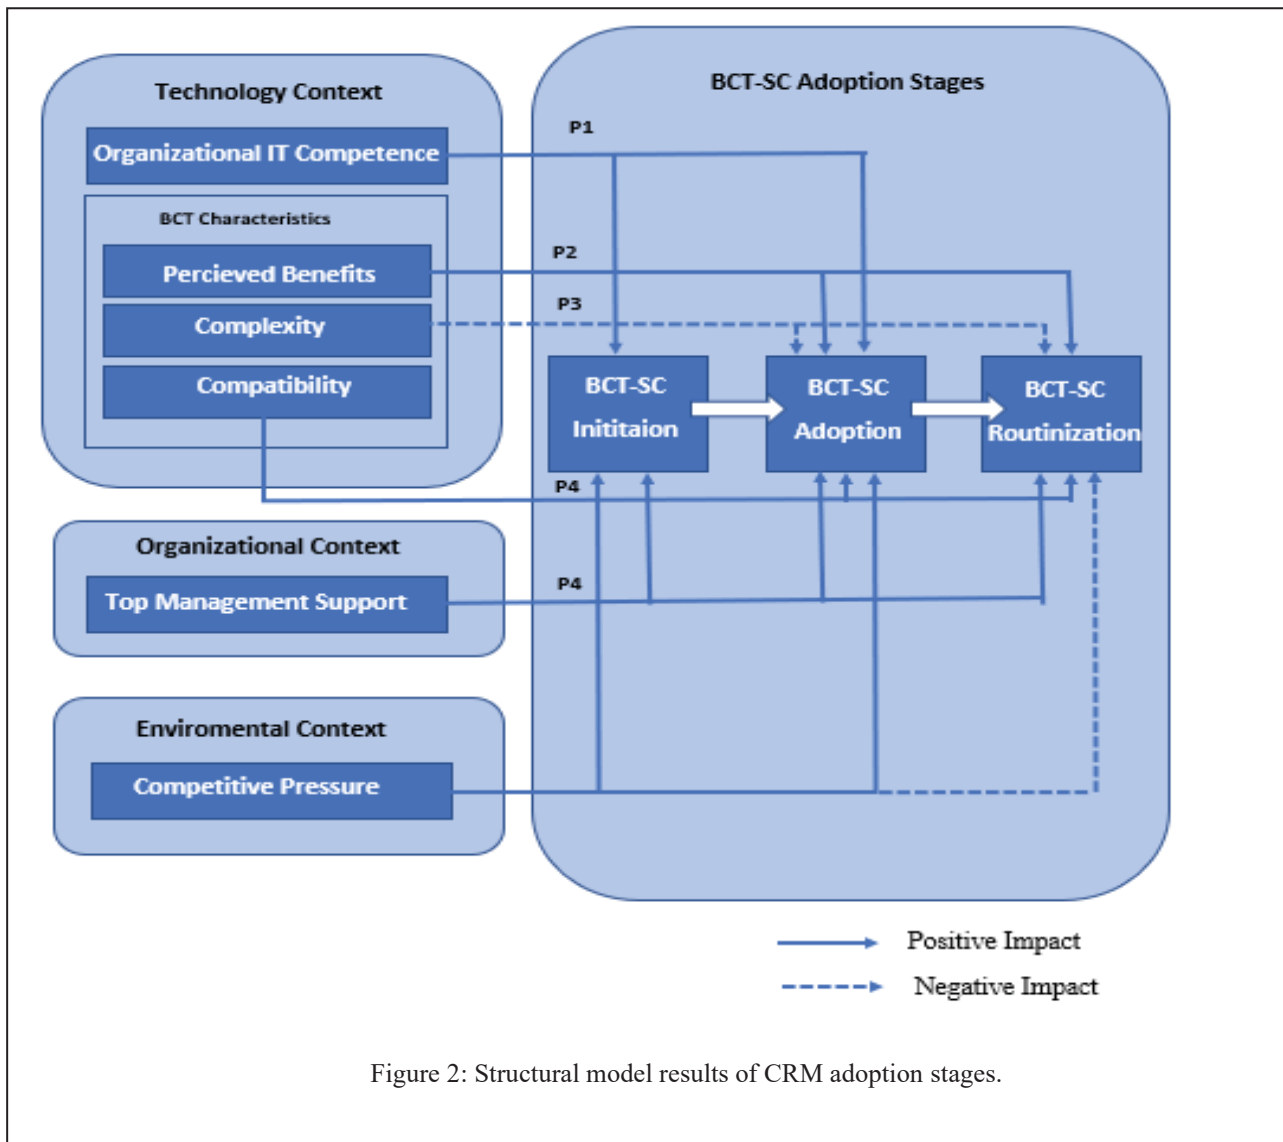 Technology Context
Organizational IT Competence
BCT Characteristics
Percieved Benefits
Complexity
Compatibility
Organizational Context
Top Management Support
Enviromental Context
Competitive Pressure
BCT-SC Adoption Stages
P1
P2
P3
BCT-SC
Inititaion
BCT-SC
Adoption
BCT-SC
Routinization
P4
P4
Positive Impact
Negative Impact
Figure 2: Structural model results of CRM adoption stages.